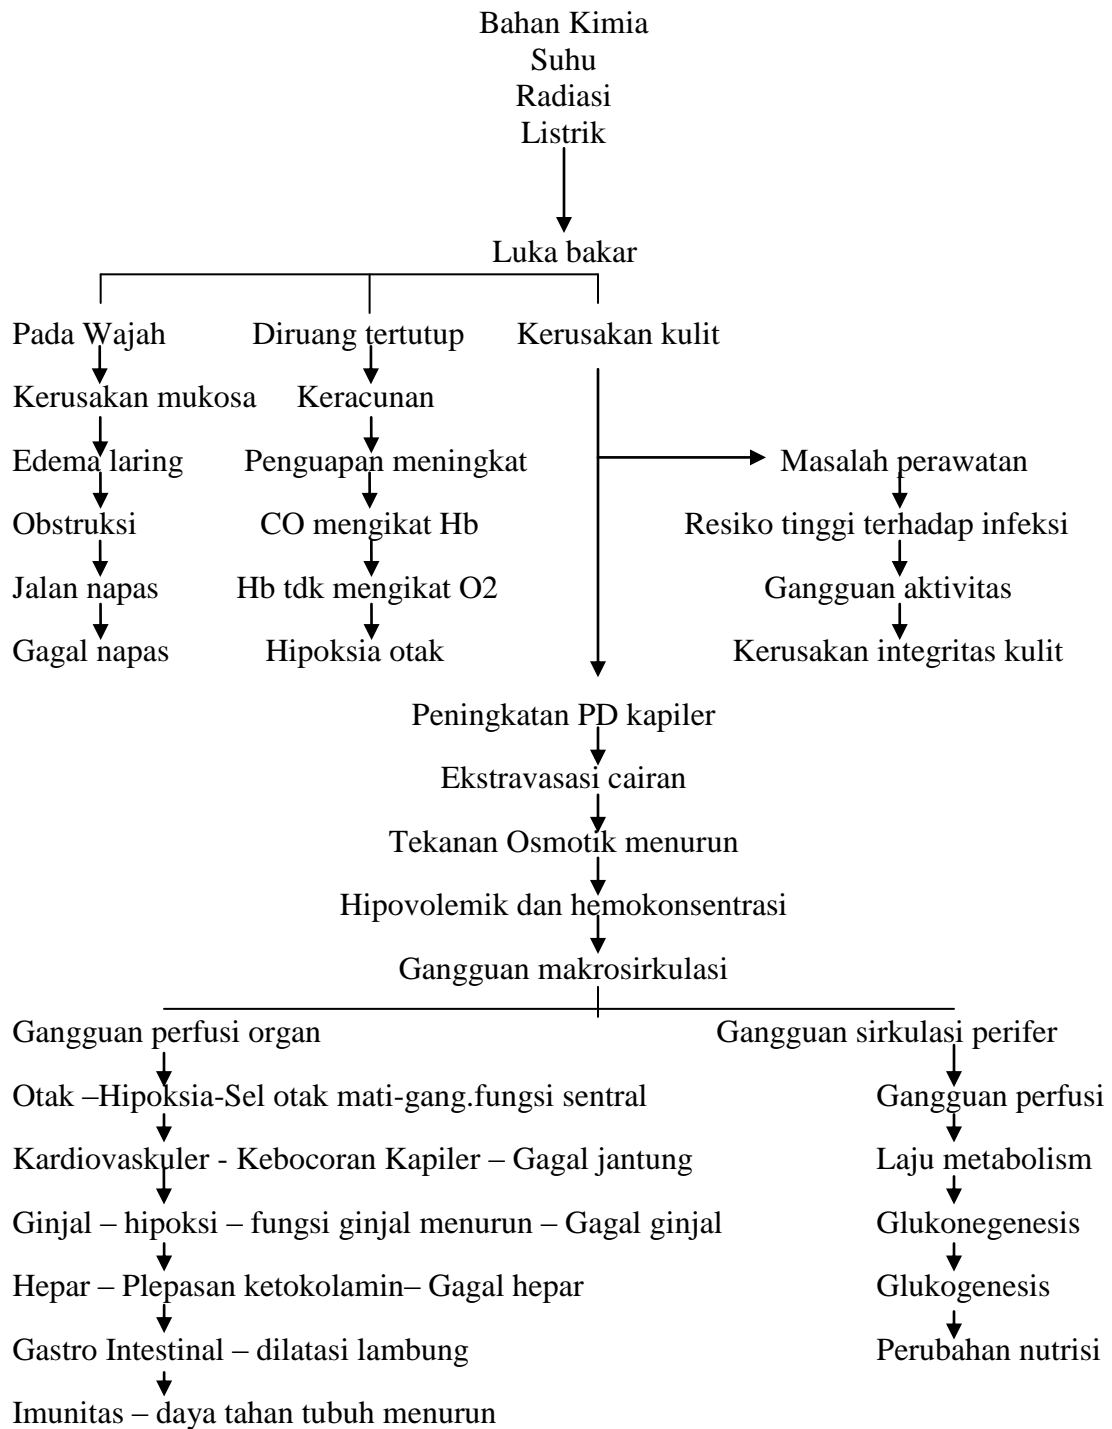 Bahan Kimia
Suhu
Radiasi
Listrik
Luka bakar
Pada Wajah
Diruang tertutup
Kerusakan kulit
Kerusakan mukosa
Keracunan
Edema laring
Penguapan meningkat
Masalah perawatan
Obstruksi
CO mengikat Hb
Resiko tinggi terhadap infeksi
Jalan napas
Hb tdk mengikat O2
Gangguan aktivitas
Gagal napas
Hipoksia otak
Kerusakan integritas kulit
Peningkatan PD kapiler
Ekstravasasi cairan
Tekanan Osmotik menurun
Hipovolemik dan hemokonsentrasi
Gangguan makrosirkulasi
Gangguan perfusi organ
Gangguan sirkulasi perifer
Otak –Hipoksia-Sel otak mati-gang.fungsi sentral
Gangguan perfusi
Kardiovaskuler - Kebocoran Kapiler – Gagal jantung
Laju metabolism
Ginjal – hipoksi – fungsi ginjal menurun – Gagal ginjal
Glukonegenesis
Hepar – Plepasan ketokolamin– Gagal hepar
Glukogenesis
Gastro Intestinal – dilatasi lambung
Perubahan nutrisi
Imunitas – daya tahan tubuh menurun